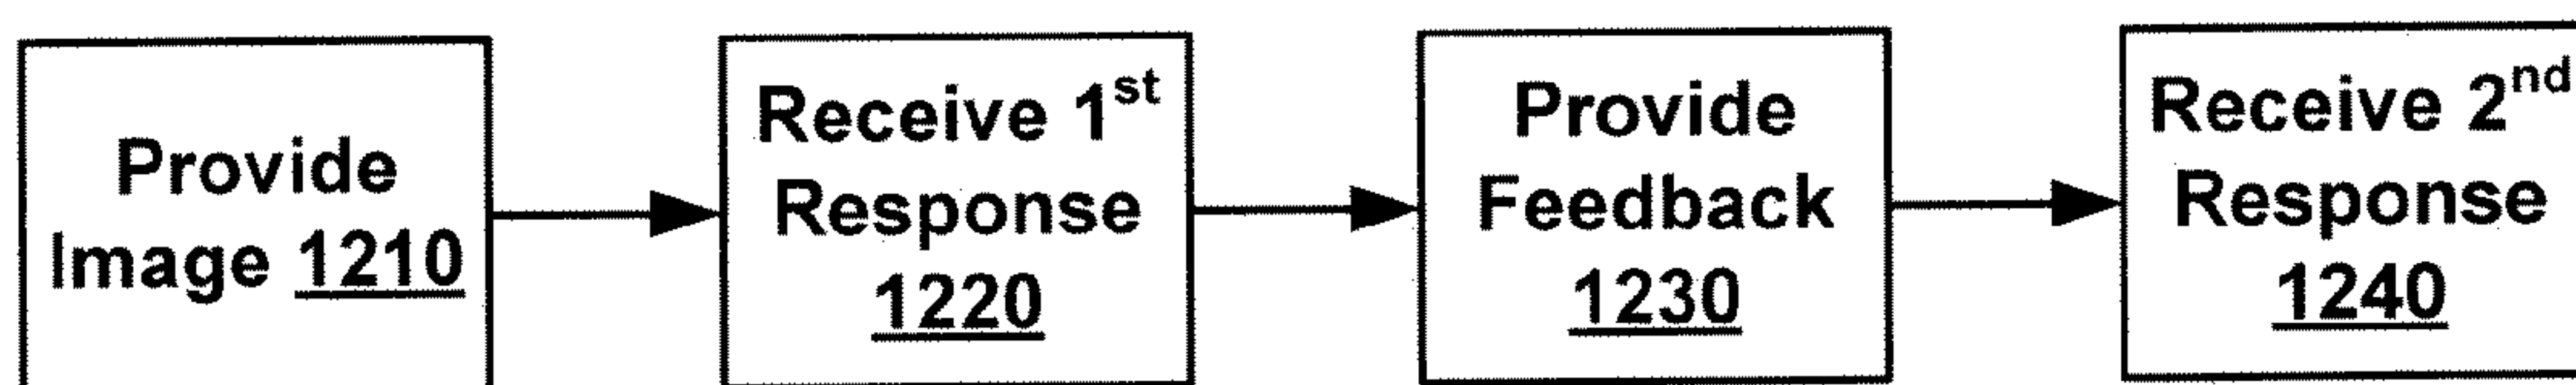 Provide
Image 1210
Receive 1st
Response
1220
Provide
Feedback
1230
Receive 2nd
Response
1240